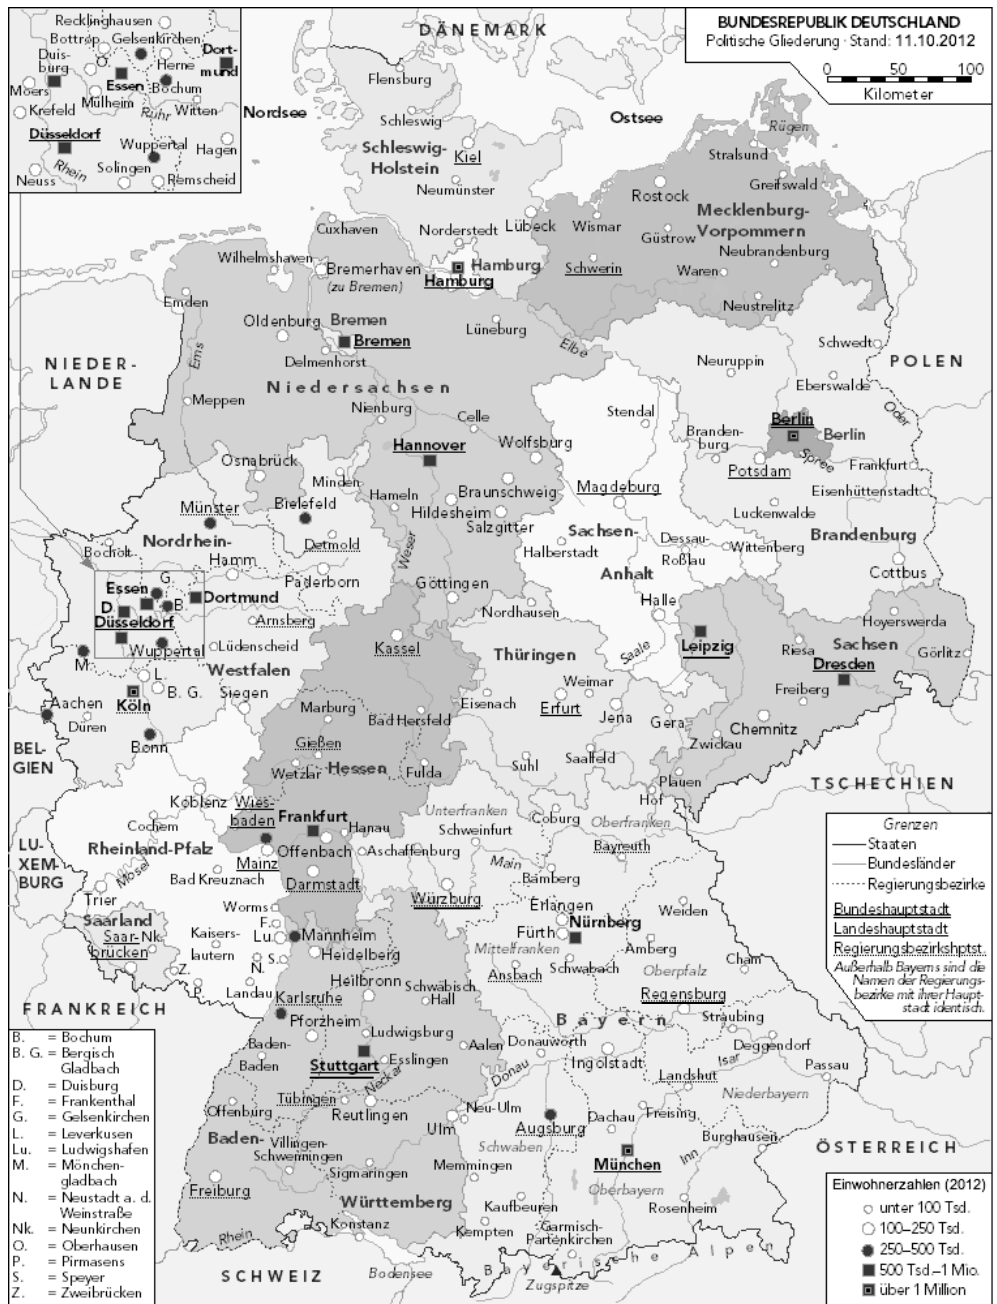 Recklinghausen
Bottrop
Gelsenkirchen
Duis-
burg
O.
Herne
Dort-
mund
Essen
Bochum
Moers
Mülheim
Krefeld
Ruhr
Witten
Düsseldorf
Wuppertal
Hagen
Rhein
Solingen
Neuss
Remscheid
DÄNEMARK
BUNDESREPUBLIK DEUTSCHLAND
Politische Gliederung · Stand: 11.10.2012
0 50 100
Kilometer
Nordsee
Ostsee
Flensburg
Schleswig
Schleswig-
Holstein
Kiel
Neumünster
Rügen
Stralsund
Greifswald
Rostock
Mecklenburg-
Vorpommern
Cuxhaven
Norderstedt
Lübeck
Wismar
Güstrow
Neubrandenburg
Wilhelmshaven
Bremerhaven
(zu Bremen)
Hamburg
Hamburg
Schwerin
Waren
Emden
Neustrelitz
Oldenburg
Bremen
Bremen
Lüneburg
Elbe
Schwedt
Delmenhorst
Ems
Neuruppin
POLEN
NIEDER-
LANDE
Niedersachsen
Eberswalde
Meppen
Nienburg
Celle
Stendal
Oder
Berlin
Berlin
Hannover
Wolfsburg
Branden-
burg
Spree
Osnabrück
Potsdam
Frankfurt
Minden
Hameln
Braunschweig
Magdeburg
Eisenhüttenstadt
Münster
Bielefeld
Hildesheim
Salzgitter
Luckenwalde
Nordrhein-
Detmold
Weser
Sachsen-
Anhalt
Dessau-
Roßlau
Wittenberg
Brandenburg
Bocholt
Hamm
Halberstadt
Paderborn
Göttingen
Cottbus
Essen
G.
B.
D.
Dortmund
Nordhausen
Halle
Düsseldorf
Arnsberg
Hoyerswerda
Wuppertal
Lüdenscheid
Kassel
Saale
Leipzig
Riesa
Sachsen
M.
Westfalen
Thüringen
Dresden
Görlitz
L.
B. G.
Siegen
Weimar
Freiberg
Köln
Eisenach
Erfurt
Aachen
Düren
Marburg
Bad Hersfeld
Jena
Gera
Chemnitz
Bonn
Gießen
Zwickau
BEL-
GIEN
Wetzlar
Hessen
Fulda
Suhl
Saalfeld
Plauen
Hof
TSCHECHIEN
Koblenz
Wies-
baden
Frankfurt
Unterfranken
Coburg
Oberfranken
Cochem
Hanau
Schweinfurt
Rheinland-Pfalz
Offenbach
Aschaffenburg
Bayreuth
LU-
XEM-
BURG
Mosel
Mainz
Main
Bad Kreuznach
Darmstadt
Bamberg
Trier
Würzburg
Worms
Erlangen
Weiden
Saarland
F.
Nürnberg
Saar-
brücken
Nk.
Kaisers-
lautern
Lu.
Mannheim
Fürth
Heidelberg
Mittelfranken
Amberg
S.
Z.
N.
Ansbach
Schwabach
Oberpfalz
Cham
P.
Landau
Heilbronn
Schwäbisch
Hall
Regensburg
FRANKREICH
Karlsruhe
Pforzheim
Bayern
Straubing
Ludwigsburg
Aalen
Donauwörth
Deggendorf
Baden-
Baden
Ingolstadt
Isar
Passau
Stuttgart
Esslingen
Donau
Landshut
Neckar
Niederbayern
Tübingen
Neu-Ulm
Offenburg
Reutlingen
Dachau
Freising
Ulm
Augsburg
Baden-
Villingen-
Schwenningen
Schwaben
Burghausen
ÖSTERREICH
Sigmaringen
Memmingen
München
Inn
Freiburg
Oberbayern
Württemberg
Kaufbeuren
Rosenheim
Konstanz
Kempten
Garmisch-
Partenkirchen
Rhein
Bayerische Alpen
SCHWEIZ
Bodensee
Zugspitze
Grenzen
Staaten
Bundesländer
Regierungsbezirke
Bundeshauptstadt
Landeshauptstadt
Regierungsbezirkshptst.
Außerhalb Bayerns sind die
Namen der Regierungs-
bezirke mit ihrer Haupt-
stadt identisch.
B. = Bochum
B. G. = Bergisch
Gladbach
D. = Duisburg
F. = Frankenthal
G. = Gelsenkirchen
L. = Leverkusen
Lu. = Ludwigshafen
M. = Mönchen-
gladbach
N. = Neustadt a. d.
Weinstraße
Nk. = Neunkirchen
O. = Oberhausen
P. = Pirmasens
S. = Speyer
Z. = Zweibrücken
Einwohnerzahlen (2012)
unter 100 Tsd.
100–250 Tsd.
250–500 Tsd.
500 Tsd.–1 Mio.
über 1 Million